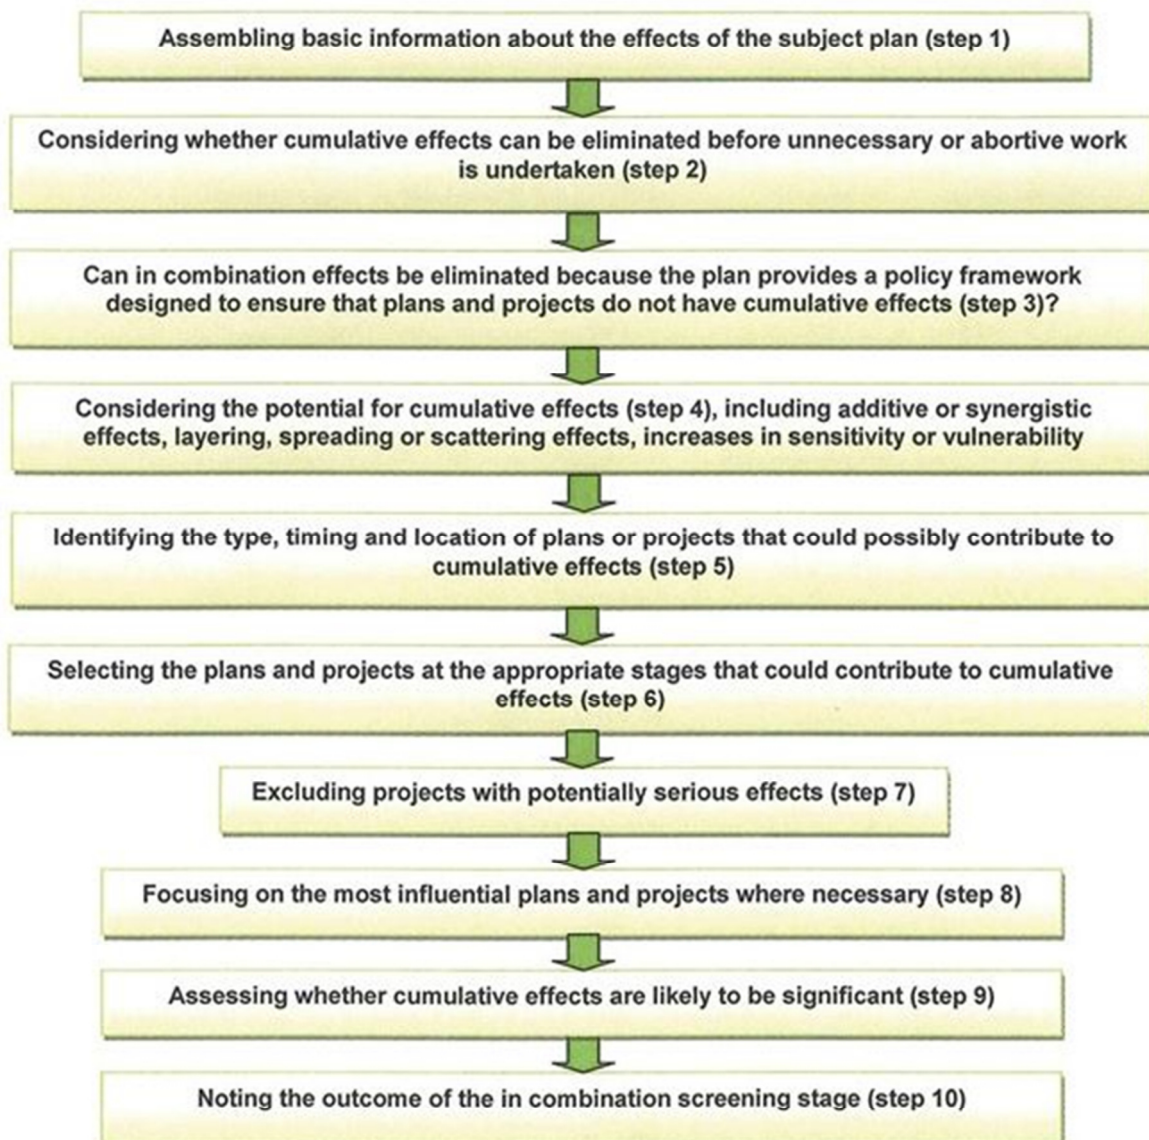 Assembling basic information about the effects of the subject plan (step 1)
Considering whether cumulative effects can be eliminated before unnecessary or abortive work
is undertaken (step 2)
Can in combination effects be eliminated because the plan provides a policy framework
designed to ensure that plans and projects do not have cumulative effects (step 3)?
Considering the potential for cumulative effects (step 4), including additive or synergistic
effects, layering, spreading or scattering effects, increases in sensitivity or vulnerability
Identifying the type, timing and location of plans or projects that could possibly contribute to
cumulative effects (step 5)
Selecting the plans and projects at the appropriate stages that could contribute to cumulative
effects (step 6)
Excluding projects with potentially serious effects (step 7)
Focusing on the most influential plans and projects where necessary (step 8)
Assessing whether cumulative effects are likely to be significant (step 9)
Noting the outcome of the in combination screening stage (step 10)